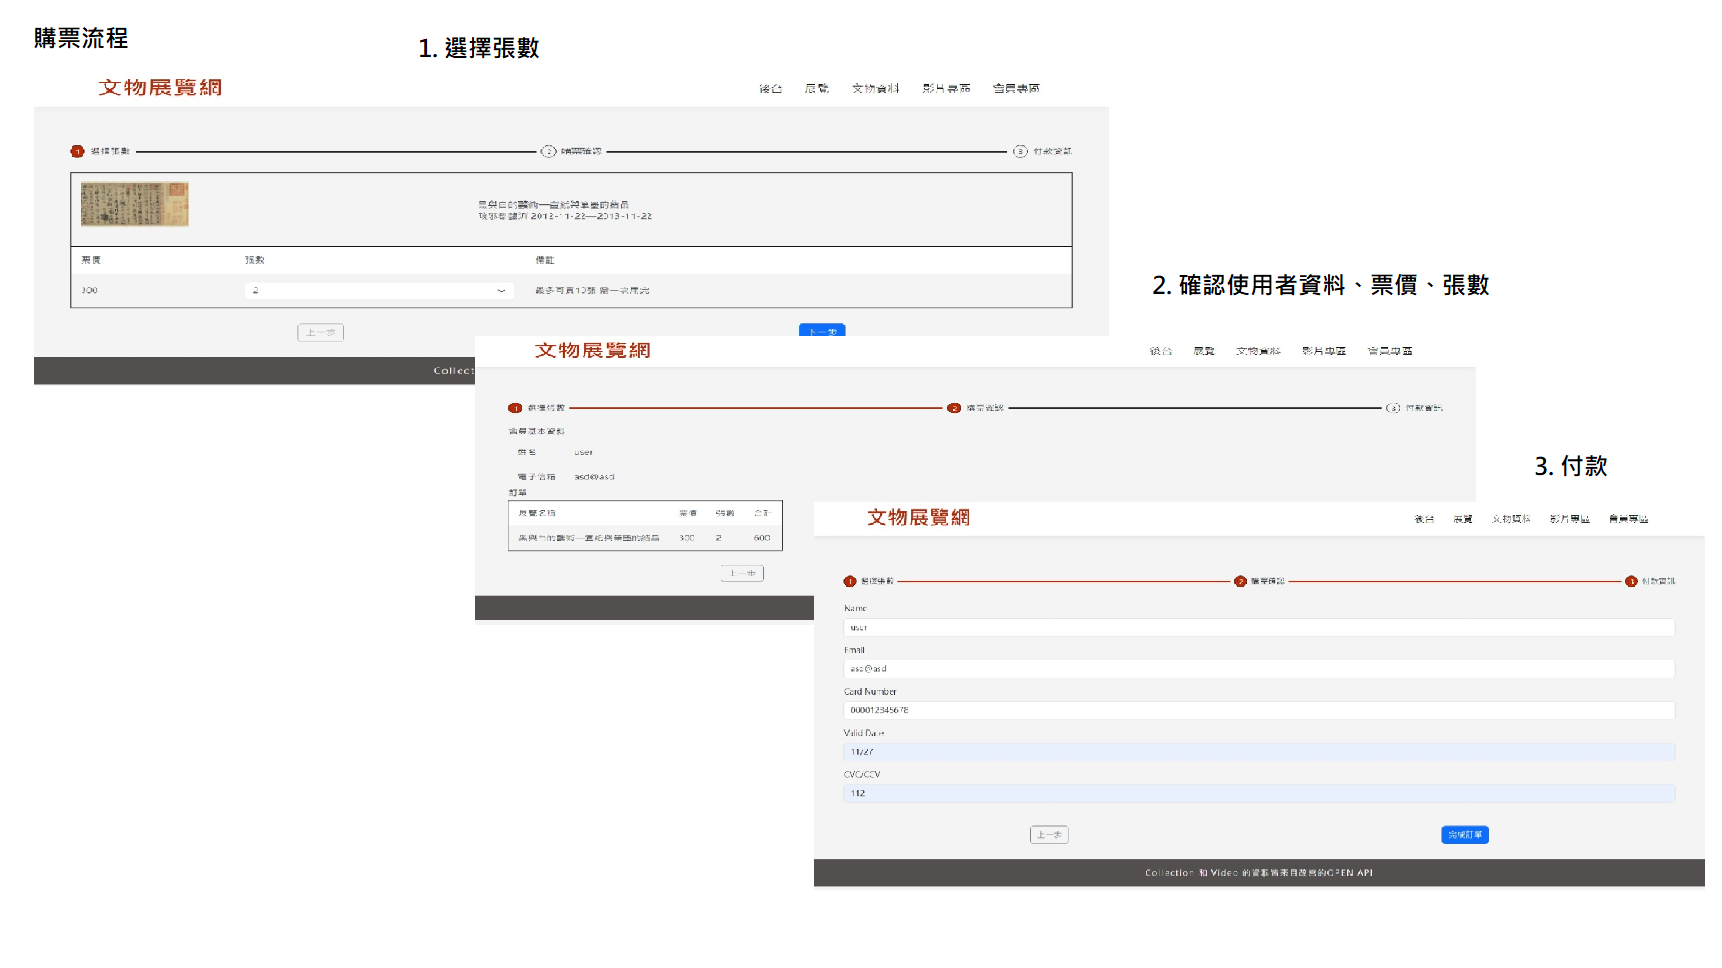 購票流程
1. 選擇張數
文物展覽網
後台 展覽 文物資料 影片專區 會員專區
1 選擇張數 2 購票確認 3 付款資訊
2012-11-22—2013-11-22
票價 張數 備註
300 2 最多可買10張
上一步 下一步
Collect
2. 確認使用者資料、票價、張數
文物展覽網
後台 展覽 文物資料 影片專區 會員專區
1 選擇張數 2 購票確認 3 付款資訊
會員基本資料
姓名 user
電子信箱 asd@asd
訂單
展覽名稱 票價 張數 合計
300 2 600
上一步
3. 付款
文物展覽網
後台 展覽 文物資料 影片專區 會員專區
1 選擇張數 2 購票確認 3 付款資訊
Name
user
Email
asd@asd
Card Number
000012345678
Valid Date
11/27
CVC/CCV
112
上一步 完成訂單
Collection 和 Video 的資料皆來自故宮的OPEN API